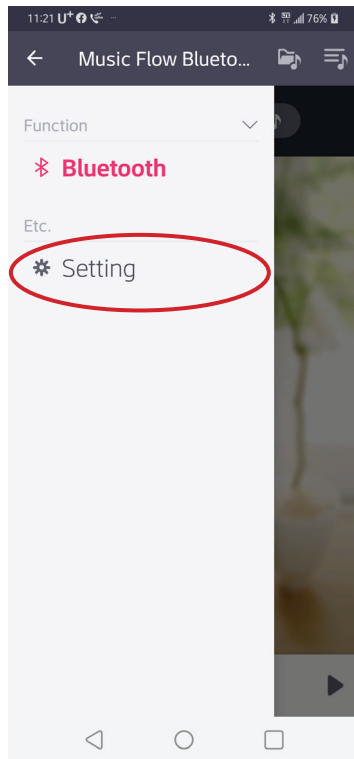 11:21 U+ 76%
Music Flow Blueto...
Function
Bluetooth
Etc.
Setting